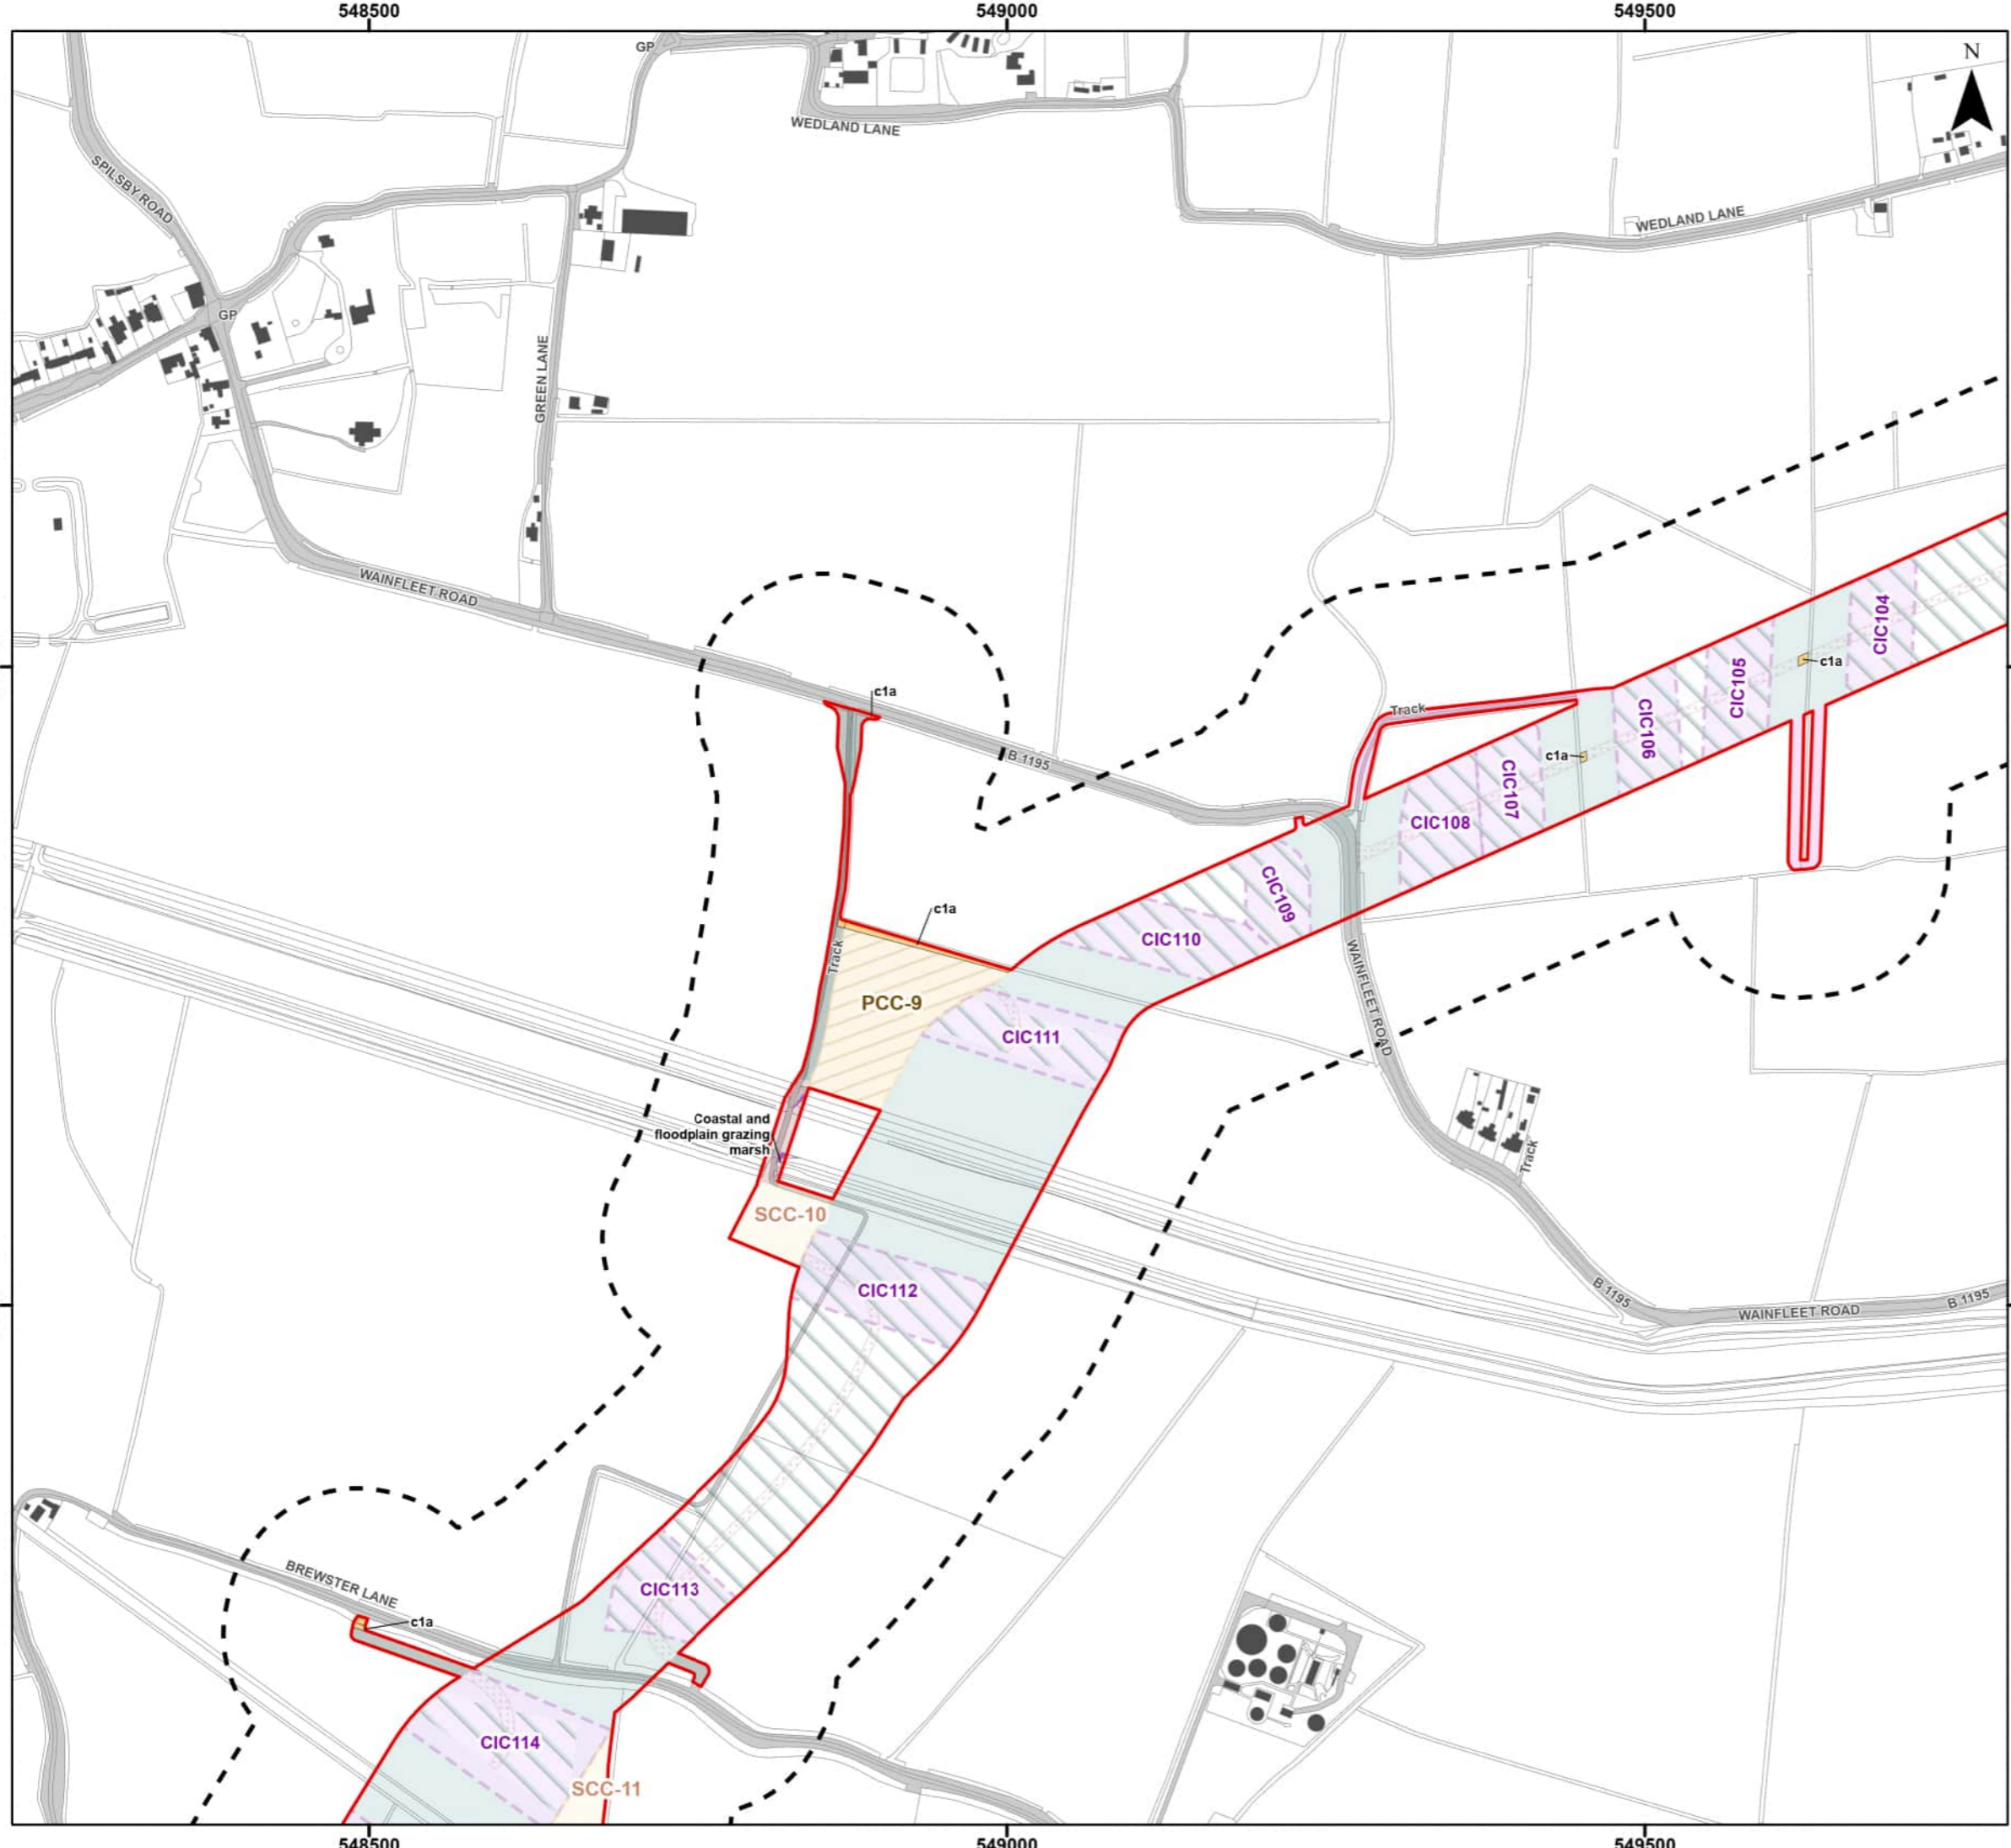 548500
549000
549500
GP
N
WEDLAND LANE
SPILSBY ROAD
WEDLAND LANE
GP
GREEN LANE
WAINFLEET ROAD
CIC104
c1a
CIC105
c1a
Track
CIC106
c1a
B 1195
CIC107
CIC108
CIC109
c1a
CIC110
Track
WAINFLEET ROAD
PCC-9
CIC111
Coastal and
floodplain grazing
marsh
Track
SCC-10
CIC112
B 1195
WAINFLEET ROAD
B 1195
BREWSTER LANE
CIC113
c1a
CIC114
SCC-11
548500
549000
549500